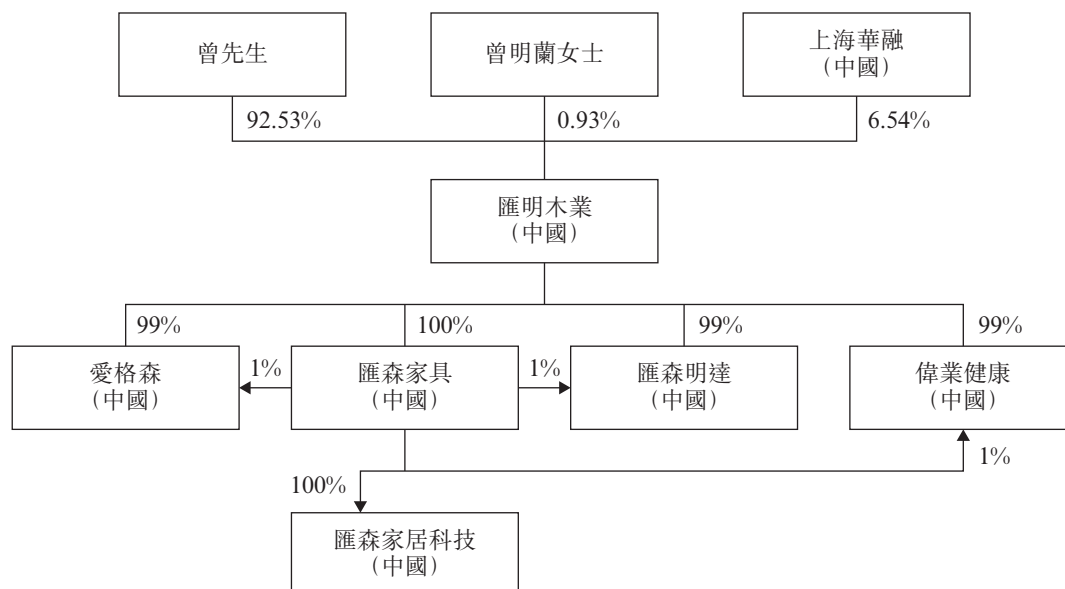 曾先生
曾明蘭女士
上海華融
（中國）
92.53%
0.93%
6.54%
匯明木業
（中國）
99%
100%
99%
99%
愛格森
（中國）
1%
匯森家具
（中國）
1%
匯森明達
（中國）
偉業健康
（中國）
100%
1%
匯森家居科技
（中國）